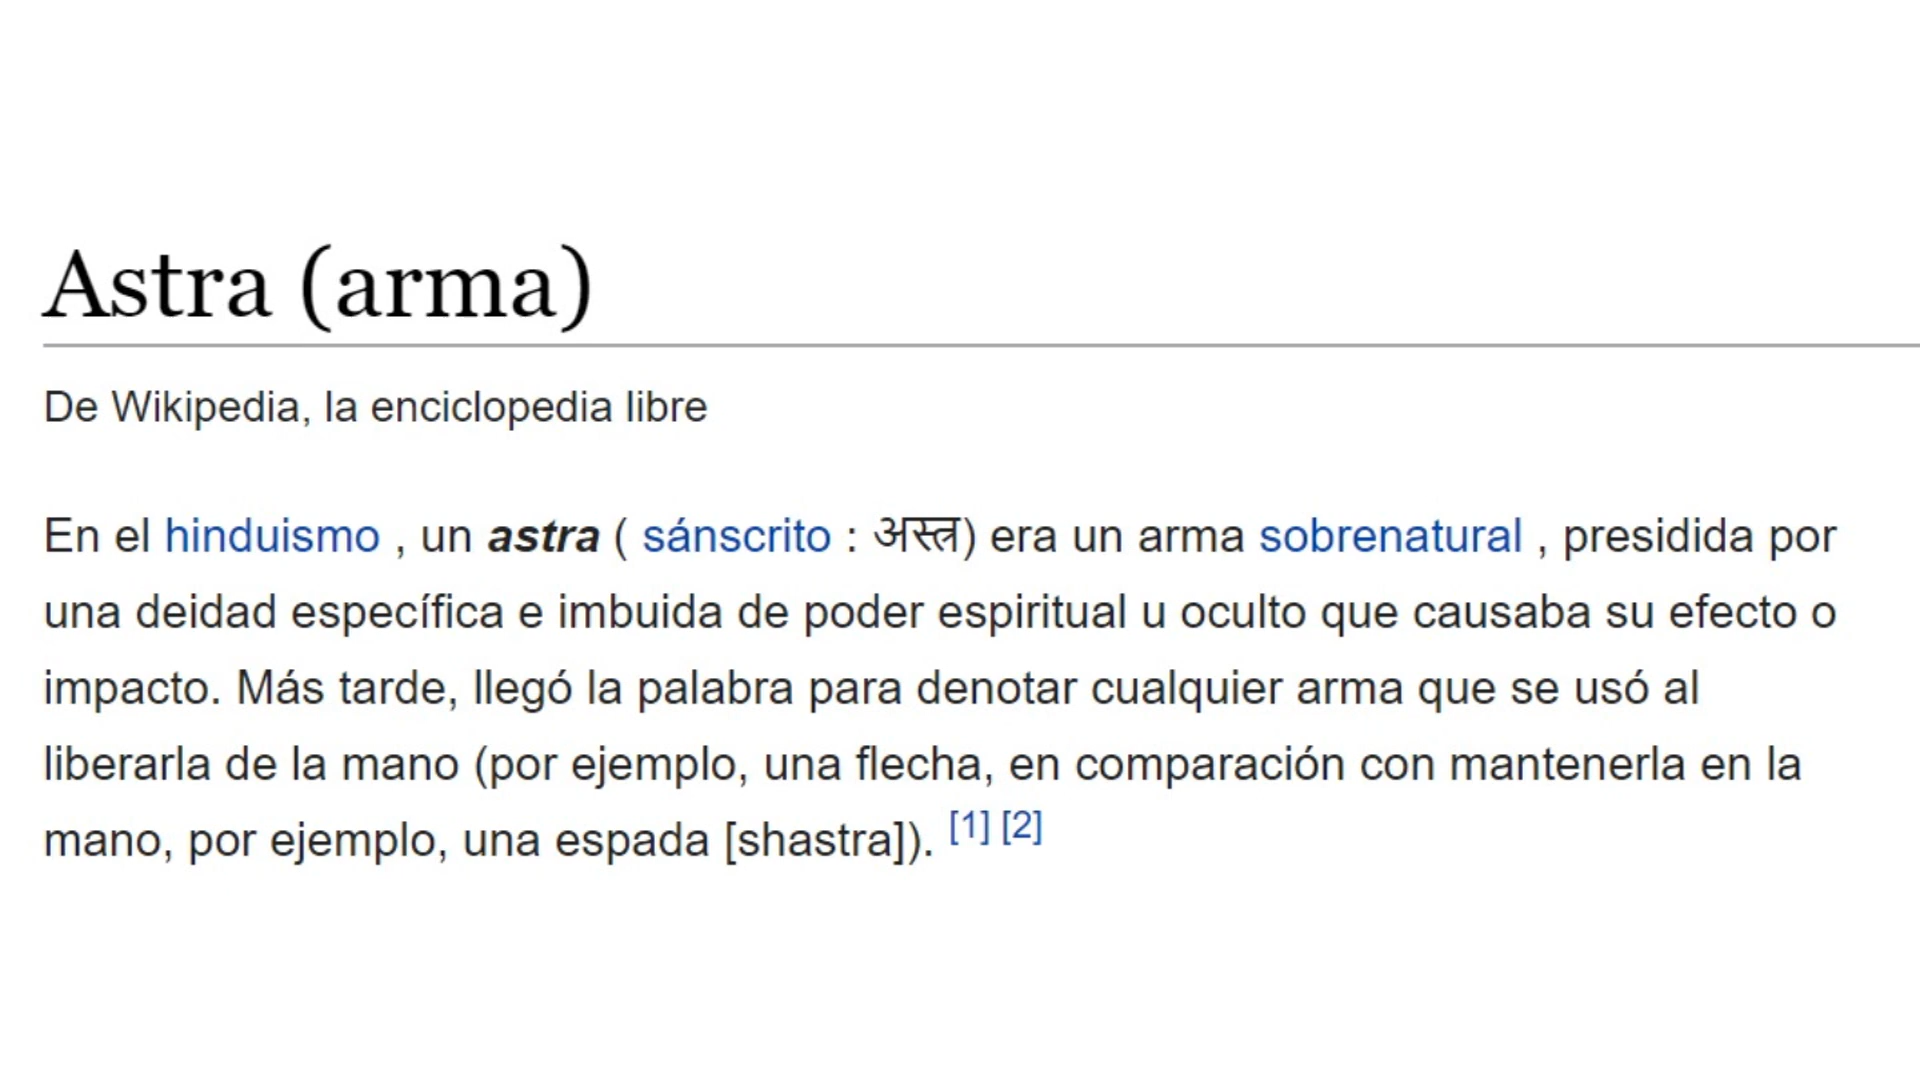 Astra (arma)
De Wikipedia, la enciclopedia libre
En el hinduismo , un astra ( sánscrito : अस्त्र) era un arma sobrenatural , presidida por
una deidad específica e imbuida de poder espiritual u oculto que causaba su efecto o
impacto. Más tarde, llegó la palabra para denotar cualquier arma que se usó al
liberarla de la mano (por ejemplo, una flecha, en comparación con mantenerla en la
mano, por ejemplo, una espada [shastra]). [1] [2]